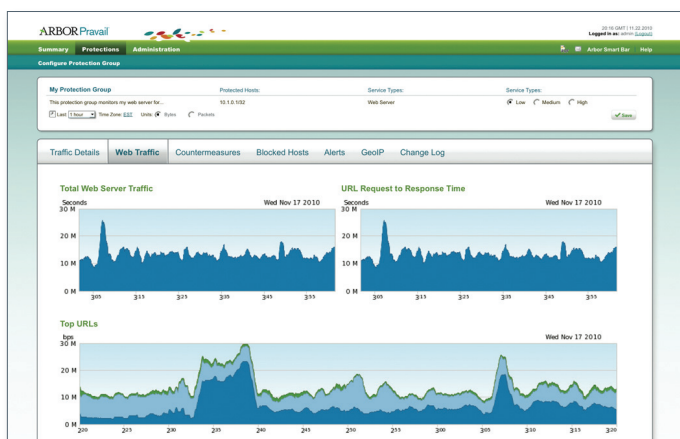 ARBOR Pravail
20:16 GMT | 11 22 2010
Logged in as: admin (Logout)
Summary Protections Administration
Arbor Smart Bar Help
Configure Protection Group
My Protection Group Protected Hosts: Service Types: Service Types:
This protection group monitors my web server for... 10.1.0.1/32 Web Server Low Medium High
Last 1 hour Time Zone: EST Units: Bytes Packets
Save
Traffic Details Web Traffic Countermeasures Blocked Hosts Alerts GeoIP Change Log
Total Web Server Traffic URL Request to Response Time
Seconds Wed Nov 17 2010 Seconds Wed Nov 17 2010
30 M 30 M
20 M 20 M
10 M 10 M
0 M 0 M
3:05 3:15 3:25 3:35 3:45 3:55 3:05 3:15 3:25 3:35 3:45 3:55
Top URLs
bps Wed Nov 17 2010
30 M
20 M
10 M
0 M
2:20 2:25 2:30 2:35 2:40 2:45 2:50 2:55 3:00 3:05 3:10 3:15 3:20